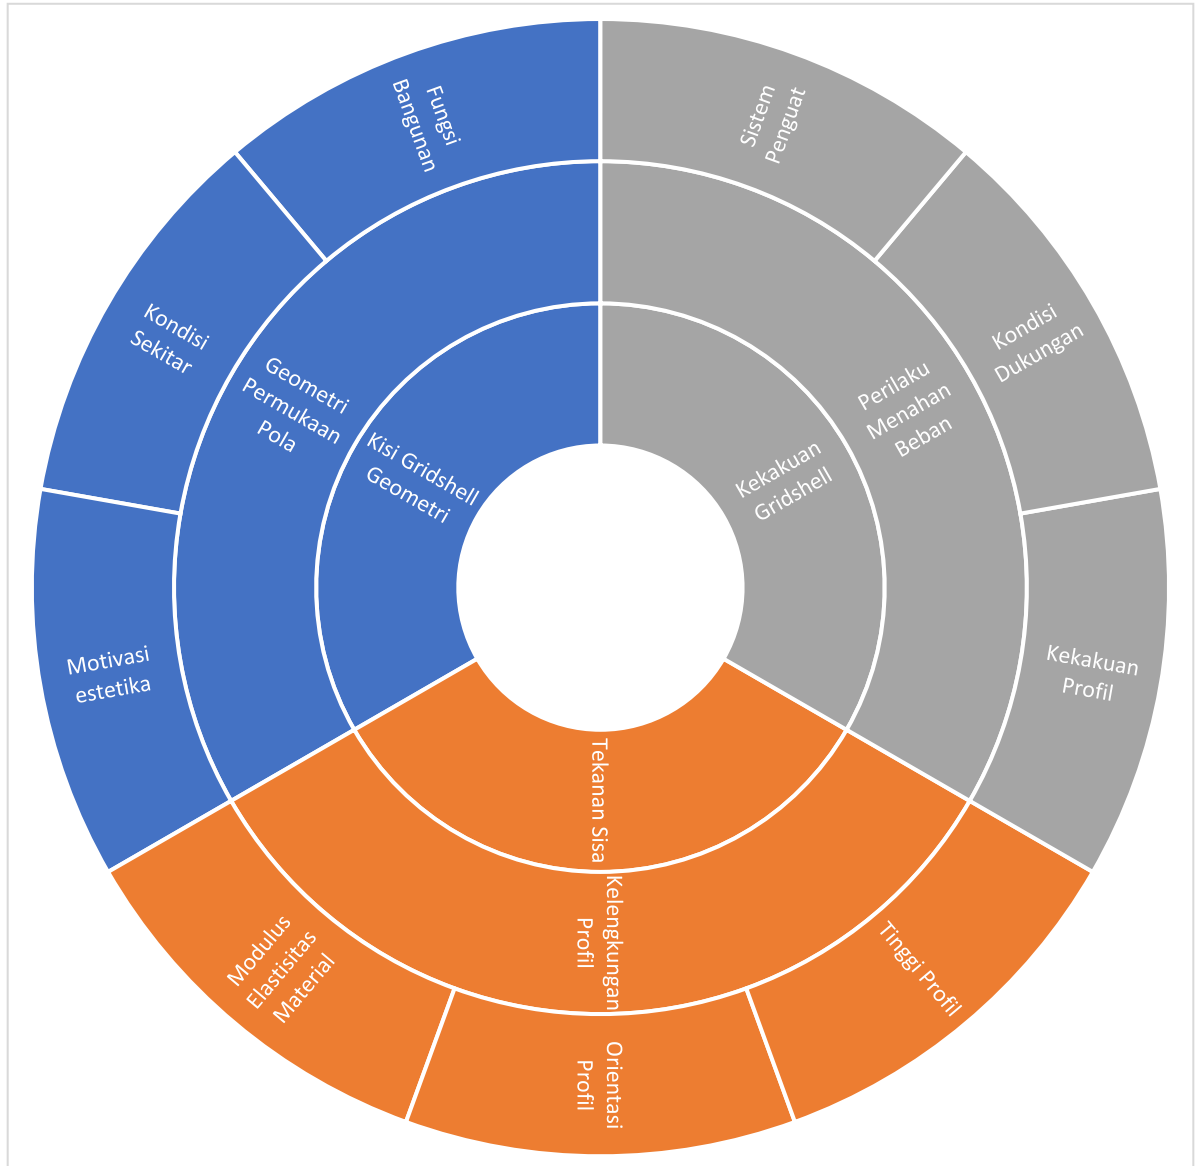 Fungsi
Bangunan
Sistem
Penguat
Kondisi
Sekitar
Kondisi
Dukungan
Geometri
Permukaan
Pola
Perilaku
Menahan
Beban
Kisi Gridshell
Geometri
Kekakuan
Gridshell
Motivasi
estetika
Kekakuan
Profil
Tekanan Sisa
Kelengkungan
Profil
Modulus
Elastisitas
Material
Orientasi
Profil
Tinggi Profil